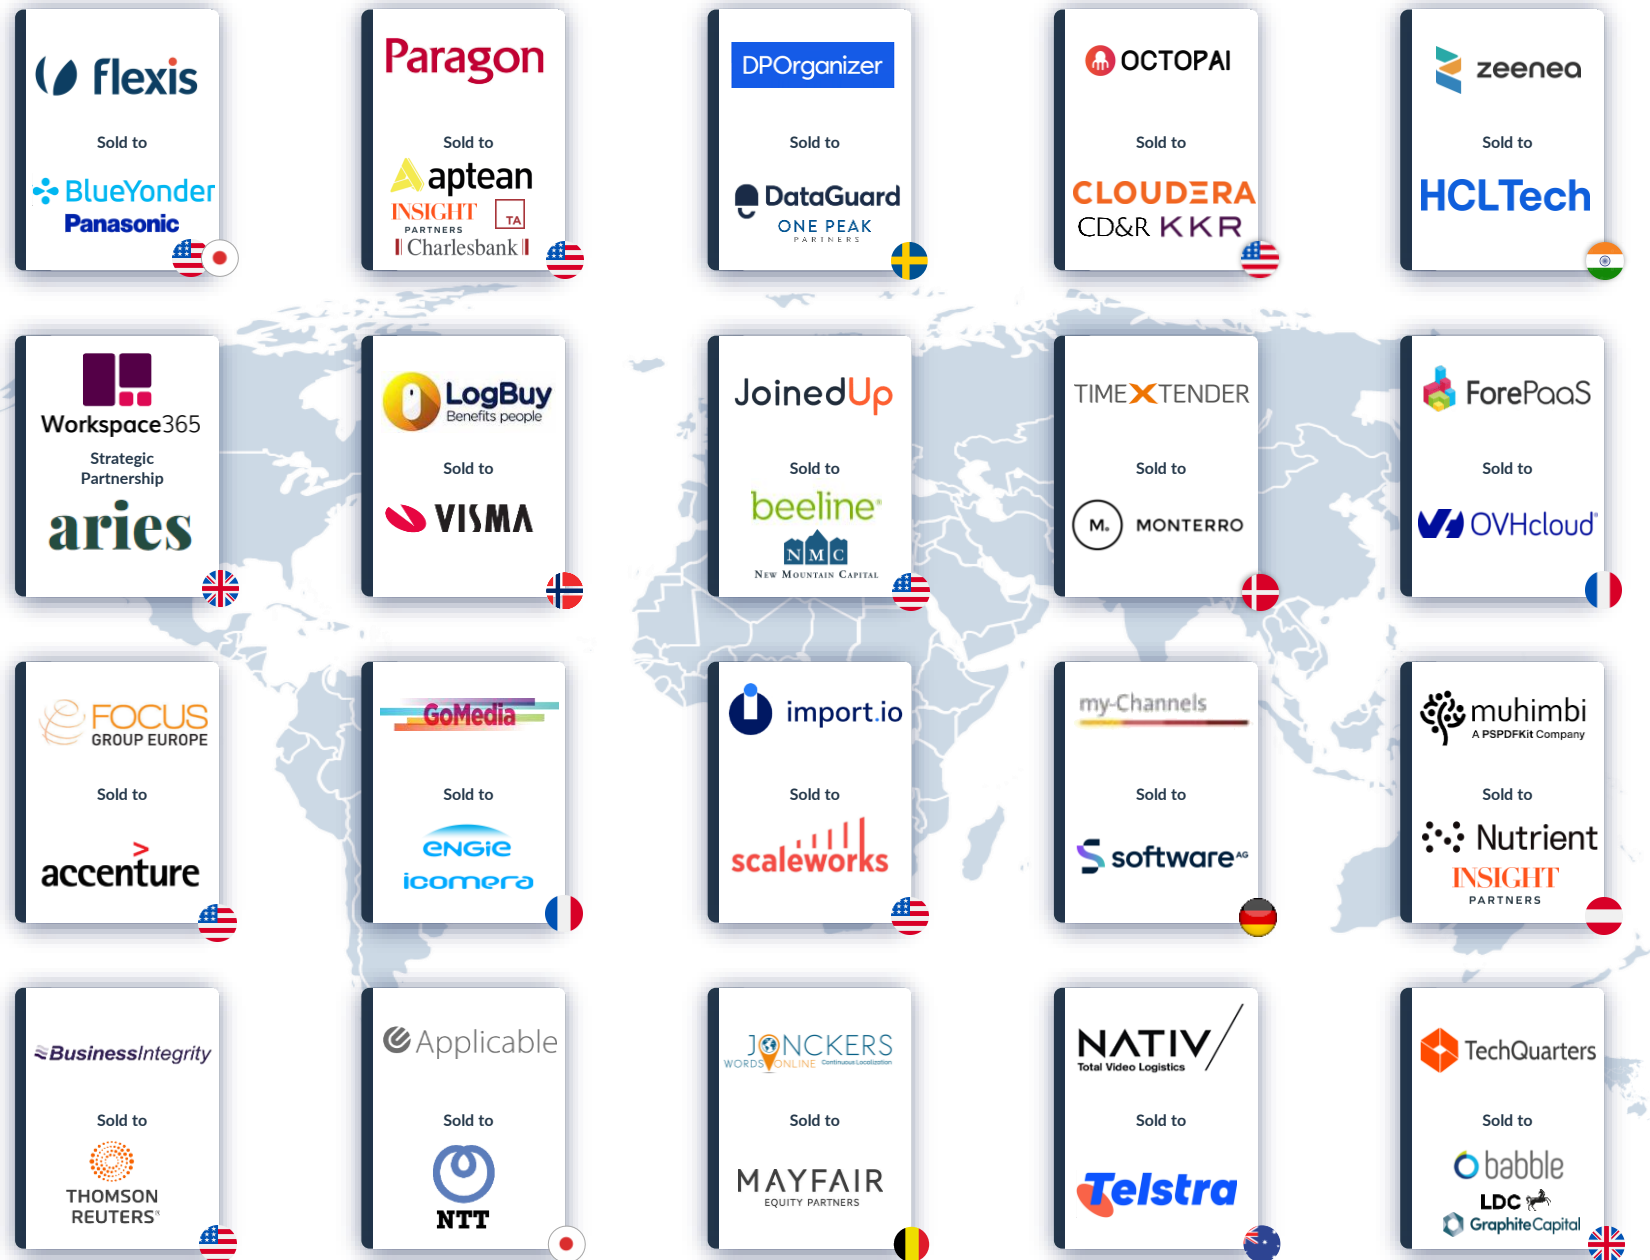 flexis
Sold to
BlueYonder
Panasonic
Paragon
Sold to
aptean
INSIGHT
PARTNERS
TA
Charlesbank
DPOrganizer
Sold to
DataGuard
ONE PEAK
PARTNERS
OCTOPAI
Sold to
CLOUDERA
CD&R KKR
zeenea
Sold to
HCLTech
Workspace365
Strategic
Partnership
aries
LogBuy
Benefits people
Sold to
VISMA
JoinedUp
Sold to
beeline®
NMC
NEW MOUNTAIN CAPITAL
TIMEXTENDER
Sold to
M.
MONTERRO
ForePaaS
Sold to
OVHcloud®
FOCUS
GROUP EUROPE
Sold to
accenture
GoMedia
Sold to
ENGIE
icomera
import.io
Sold to
scaleworks
my-Channels
Sold to
software AG
muhimbi
A PSPDFKit Company
Sold to
Nutrient
INSIGHT
PARTNERS
BusinessIntegrity
Sold to
THOMSON
REUTERS®
Applicable
Sold to
NTT
JONCKERS
WORDS ONLINE Continuous Localization
Sold to
MAYFAIR
EQUITY PARTNERS
NATIV
Total Video Logistics
Sold to
Telstra
TechQuarters
Sold to
babble
LDC
GraphiteCapital